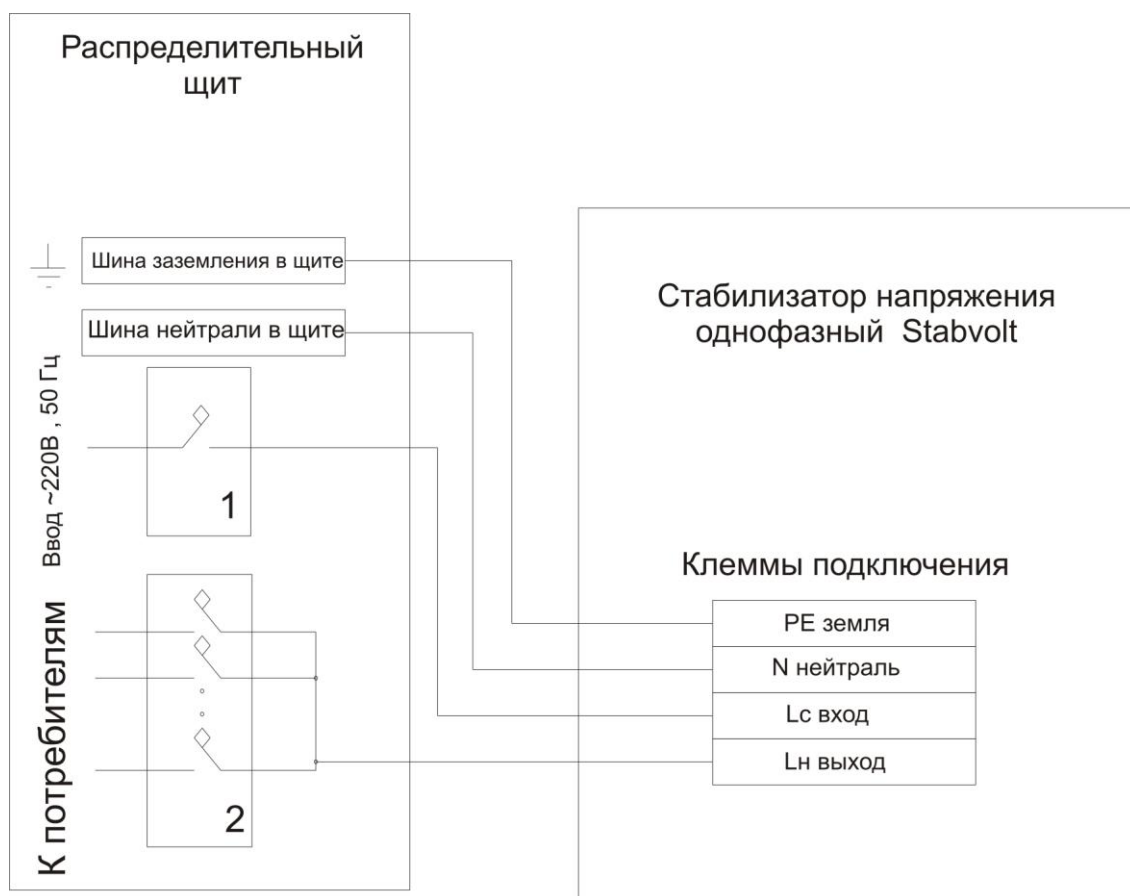 Распределительный
щит
Шина заземления в щите
Шина нейтрали в щите
Ввод ~220В , 50 Гц
1
К потребителям
2
Стабилизатор напряжения
однофазный Stabvolt
Клеммы подключения
PE земля
N нейтраль
Lс вход
Lн выход